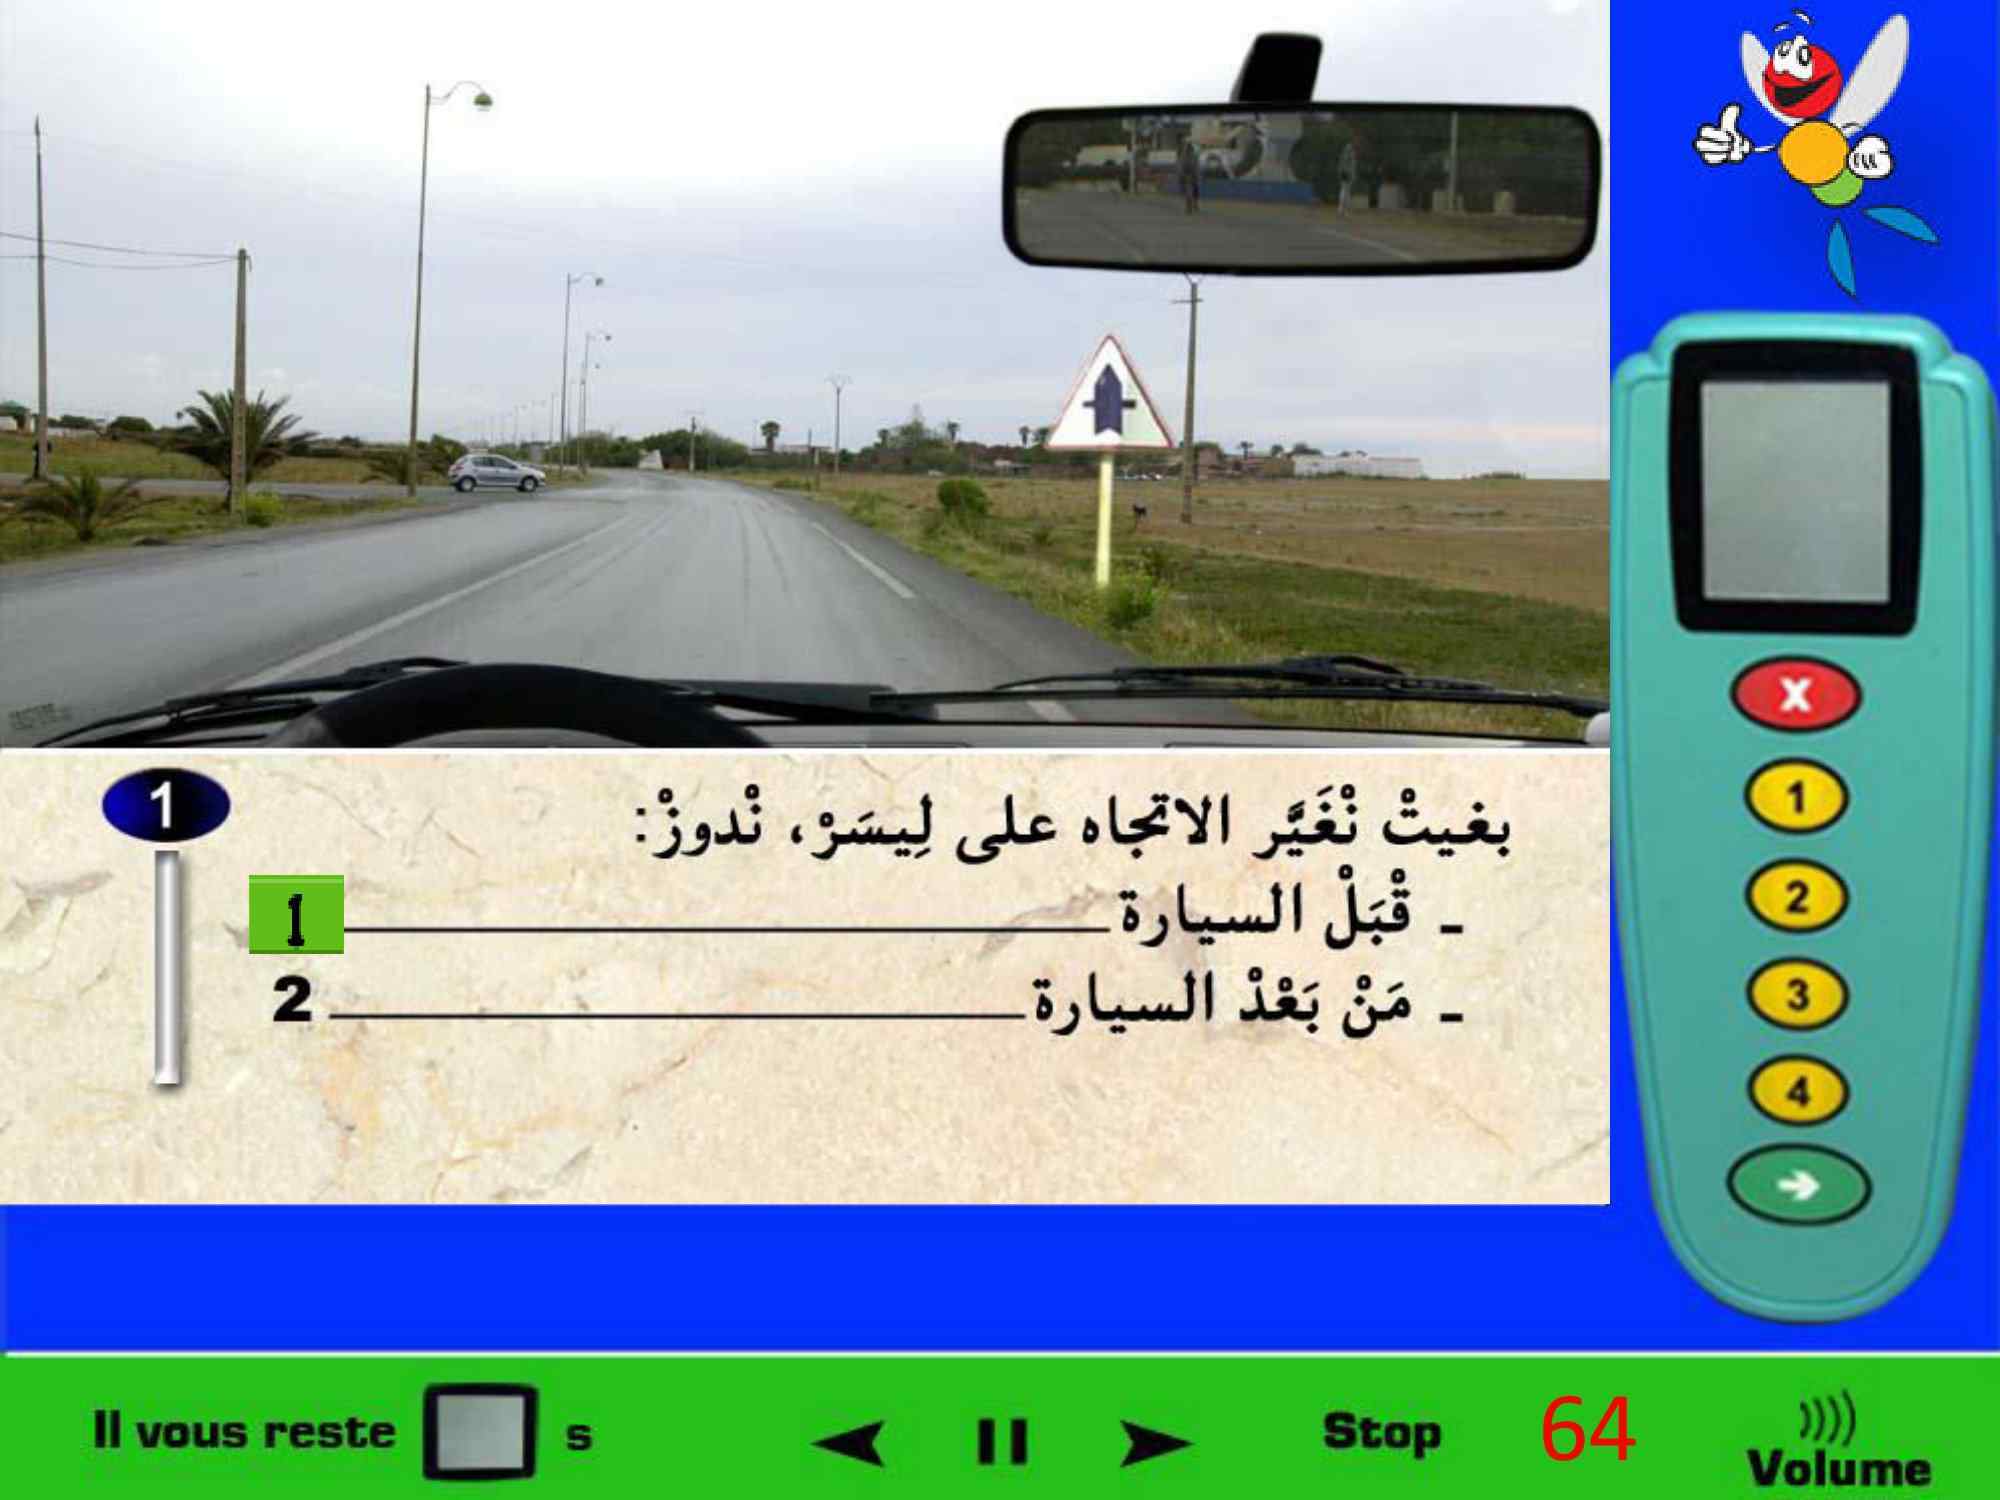 1
بغيتْ نْغَيَّر الاتجاه على لِيسَرْ، نْدوزْ:
- قْبَلْ السيارة 1
- مَنْ بَعْدْ السيارة 2
X
1
2
3
4
Il vous reste s
Stop
64
Volume